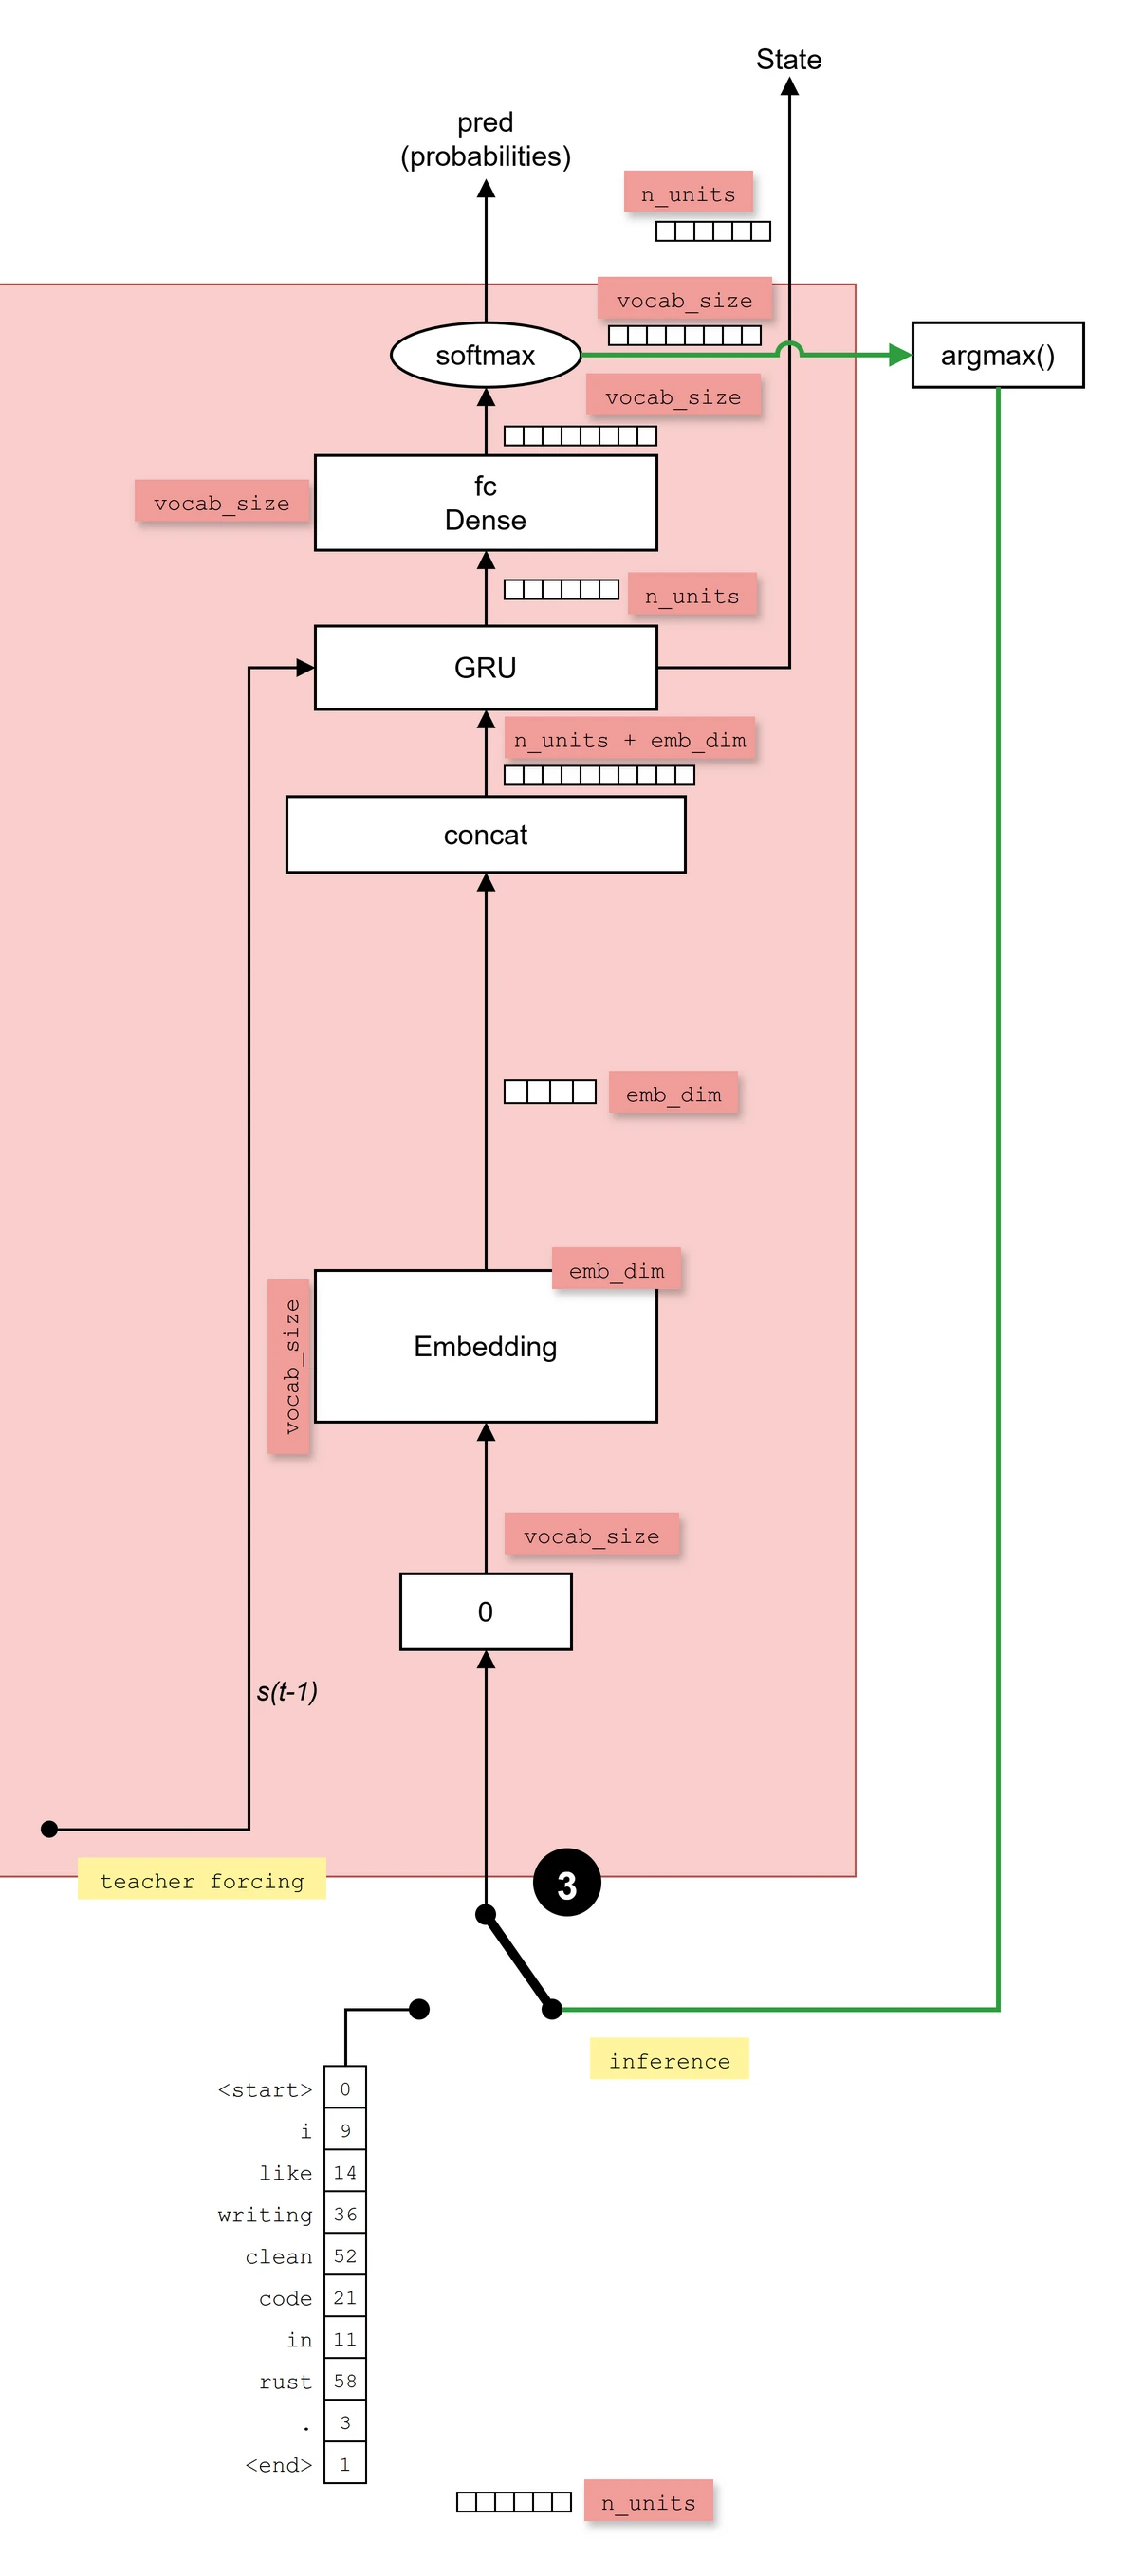 State
pred
(probabilities)
n_units
vocab_size
softmax
argmax()
vocab_size
fc
Dense
vocab_size
n_units
GRU
n_units + emb_dim
concat
emb_dim
emb_dim
vocab_size
Embedding
vocab_size
0
s(t-1)
teacher forcing
3
inference
<start> 0
i 9
like 14
writing 36
clean 52
code 21
in 11
rust 58
. 3
<end> 1
n_units